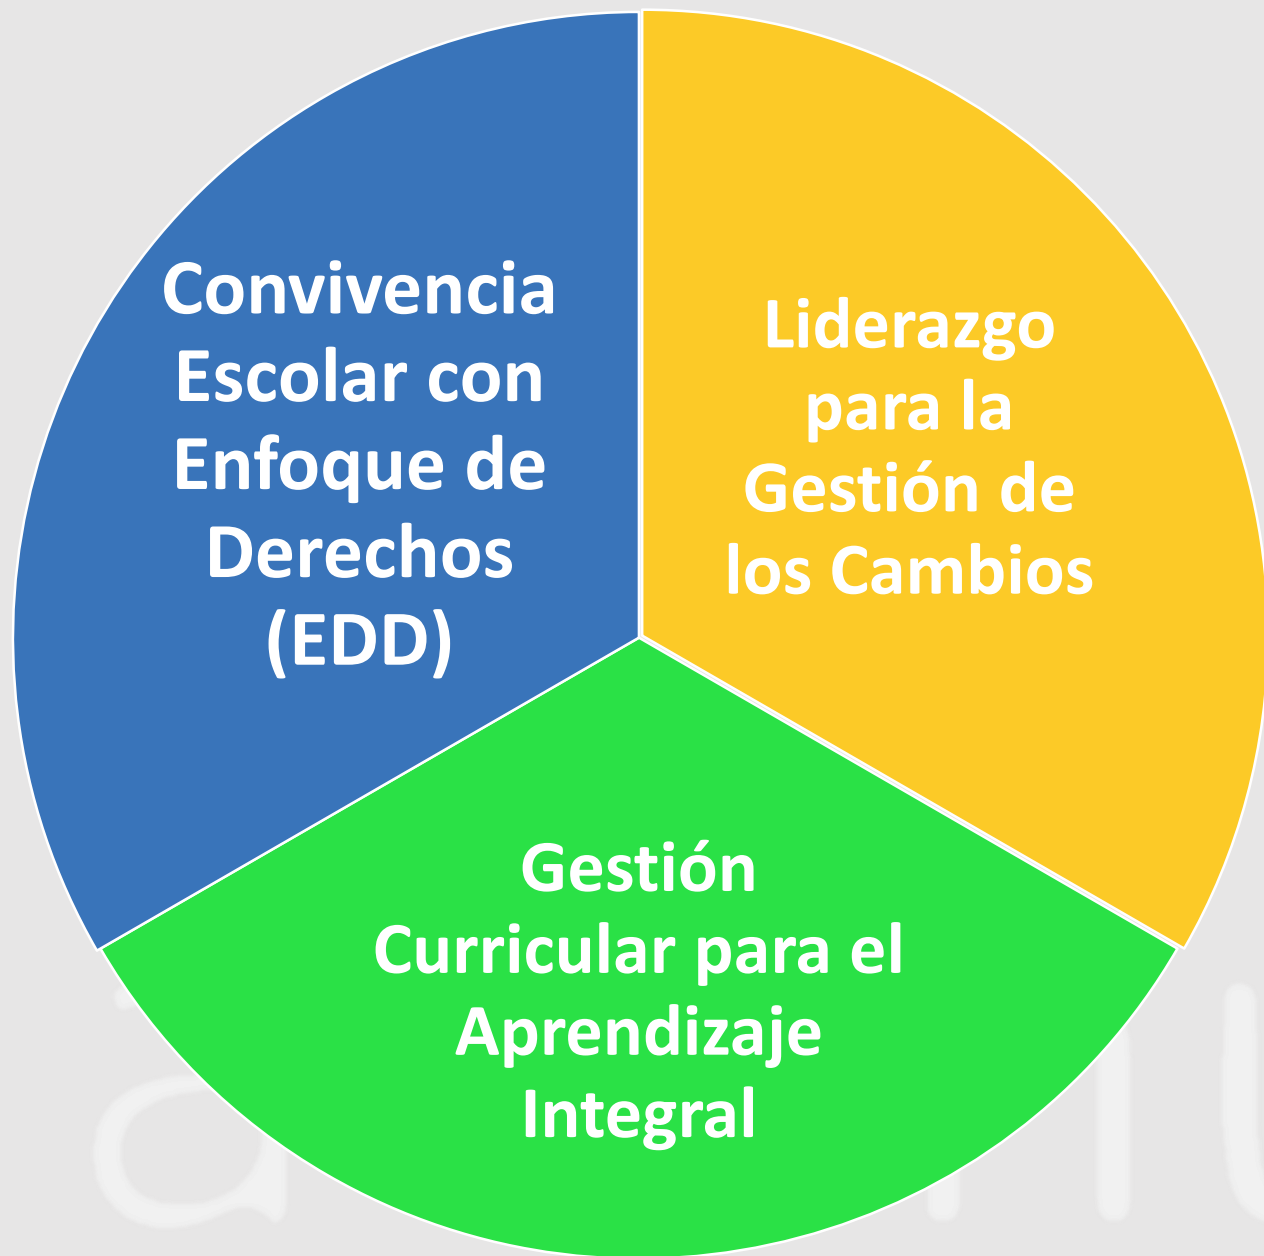 Convivencia
Escolar con
Enfoque de
Derechos
(EDD)
Liderazgo
para la
Gestión de
los Cambios
Gestión
Curricular para el
Aprendizaje
Integral